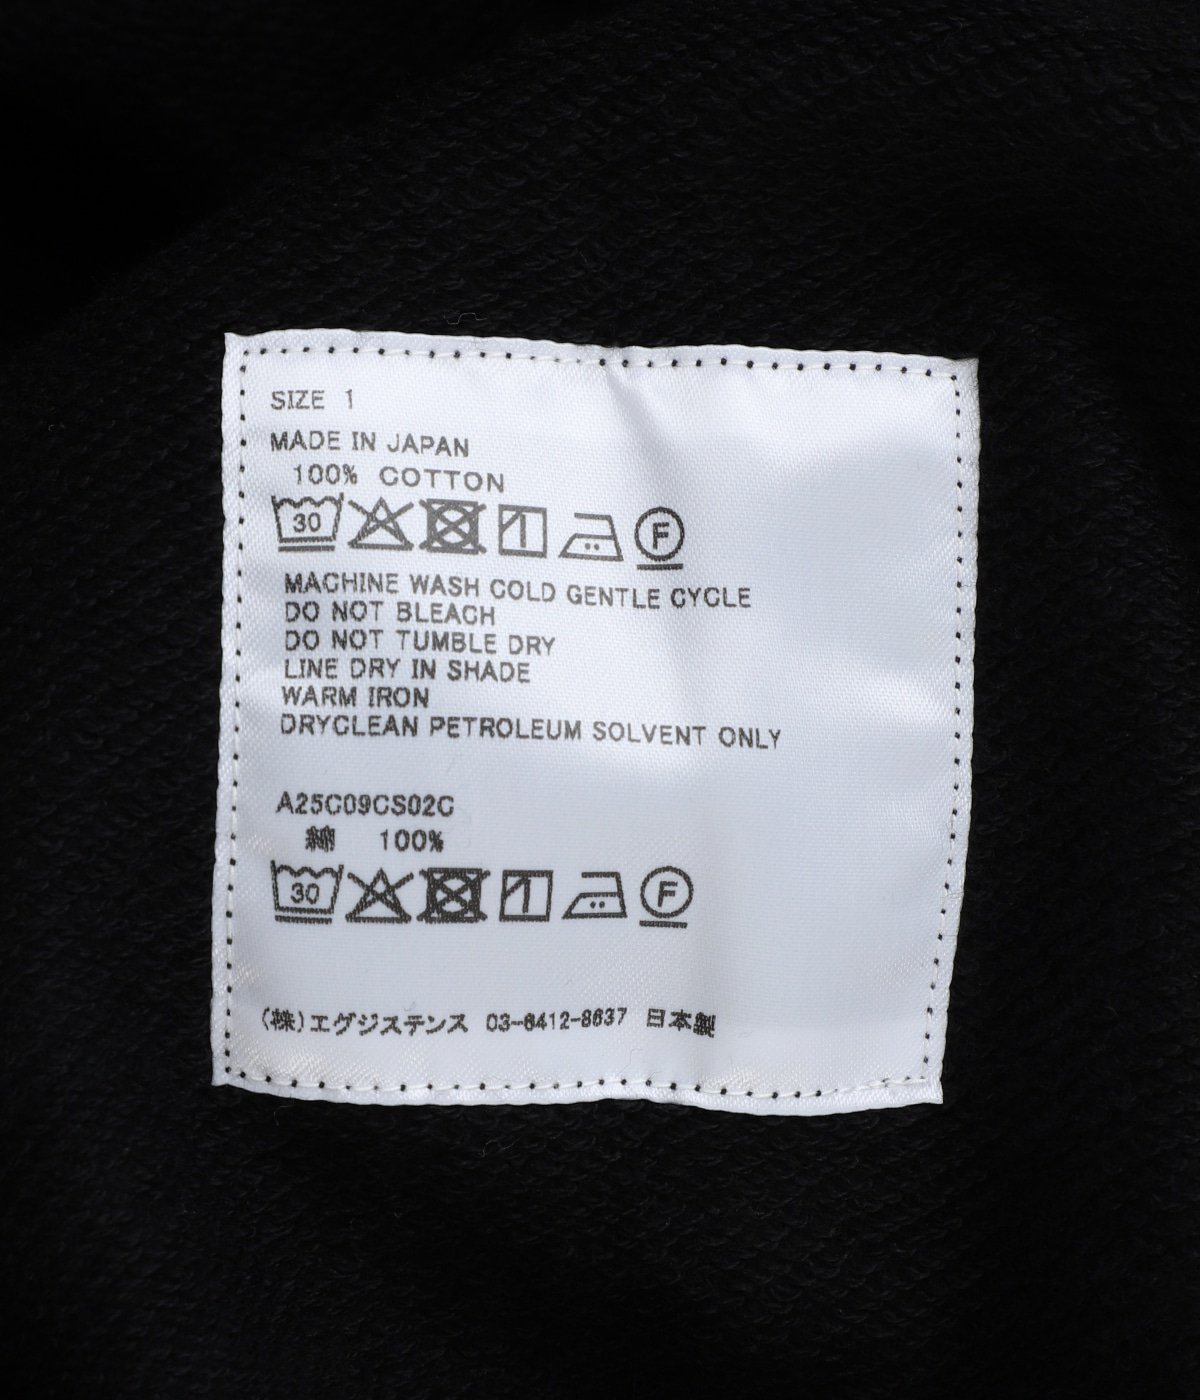 SIZE 1
MADE IN JAPAN
100% COTTON
30 F
MACHINE WASH COLD GENTLE CYCLE
DO NOT BLEACH
DO NOT TUMBLE DRY
LINE DRY IN SHADE
WARM IRON
DRYCLEAN PETROLEUM SOLVENT ONLY
A25C09CS02C
綿 100%
30 F
(株)エグジステンス 03-6412-8637 日本製